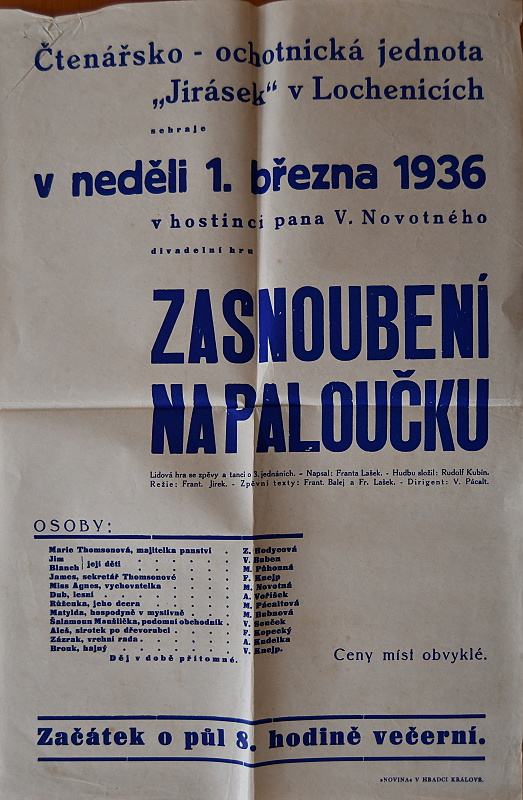 Čtenářsko - ochotnická jednota
„Jirásek“ v Lochenicích
sehraje
v neděli 1. března 1936
v hostinci pana V. Novotného
divadelní hru
ZASNOUBENÍ
NA PALOUČKU
Lidová hra se zpěvy a tanci o 3. jednáních. - Napsal: Franta Lašek. - Hudbu složil: Rudolf Kubín.
Režie: Frant. Jirek. - Zpěvní texty: Frant. Balej a Fr. Lašek. - Dirigent: V. Pácalt.
OSOBY:
Marie Thomsonová, majitelka panství . Z. Hodycová
Jim . . . . . . V. Buben
Blanch } její děti . . . . . M. Půhonná
James, sekretář Thomsonové . . . F. Knejp
Miss Agnes, vychovatelka . . . . M. Novotná
Dub, lesní . . . . . . . A. Voříšek
Růženka, jeho dcera . . . . . M. Pácaltová
Matylda, hospodyně v myslivně . . . M. Bubnová
Šalamoun Maušlička, podomní obchodník . V. Souček
Aleš, sirotek po dřevorubci . . . . F. Kopecký
Zázrak, vrchní rada . . . . . A. Kudelka
Brouk, hajný . . . . . . V. Knejp.
Děj v době přítomné.
Ceny míst obvyklé.
Začátek o půl 8. hodině večerní.
»NOVINA« V HRADCI KRÁLOVÉ.